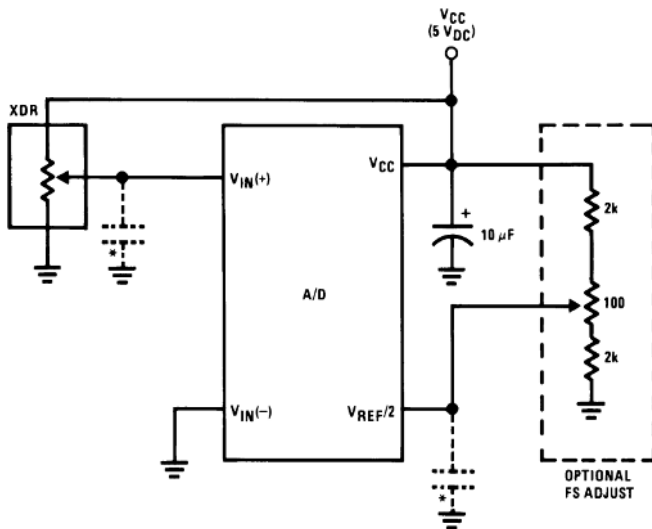 VCC
(5 VDC)
XDR
VIN(+)
VCC
2k
+
10 µF
*
A/D
100
2k
VIN(−)
VREF/2
*
OPTIONAL
FS ADJUST